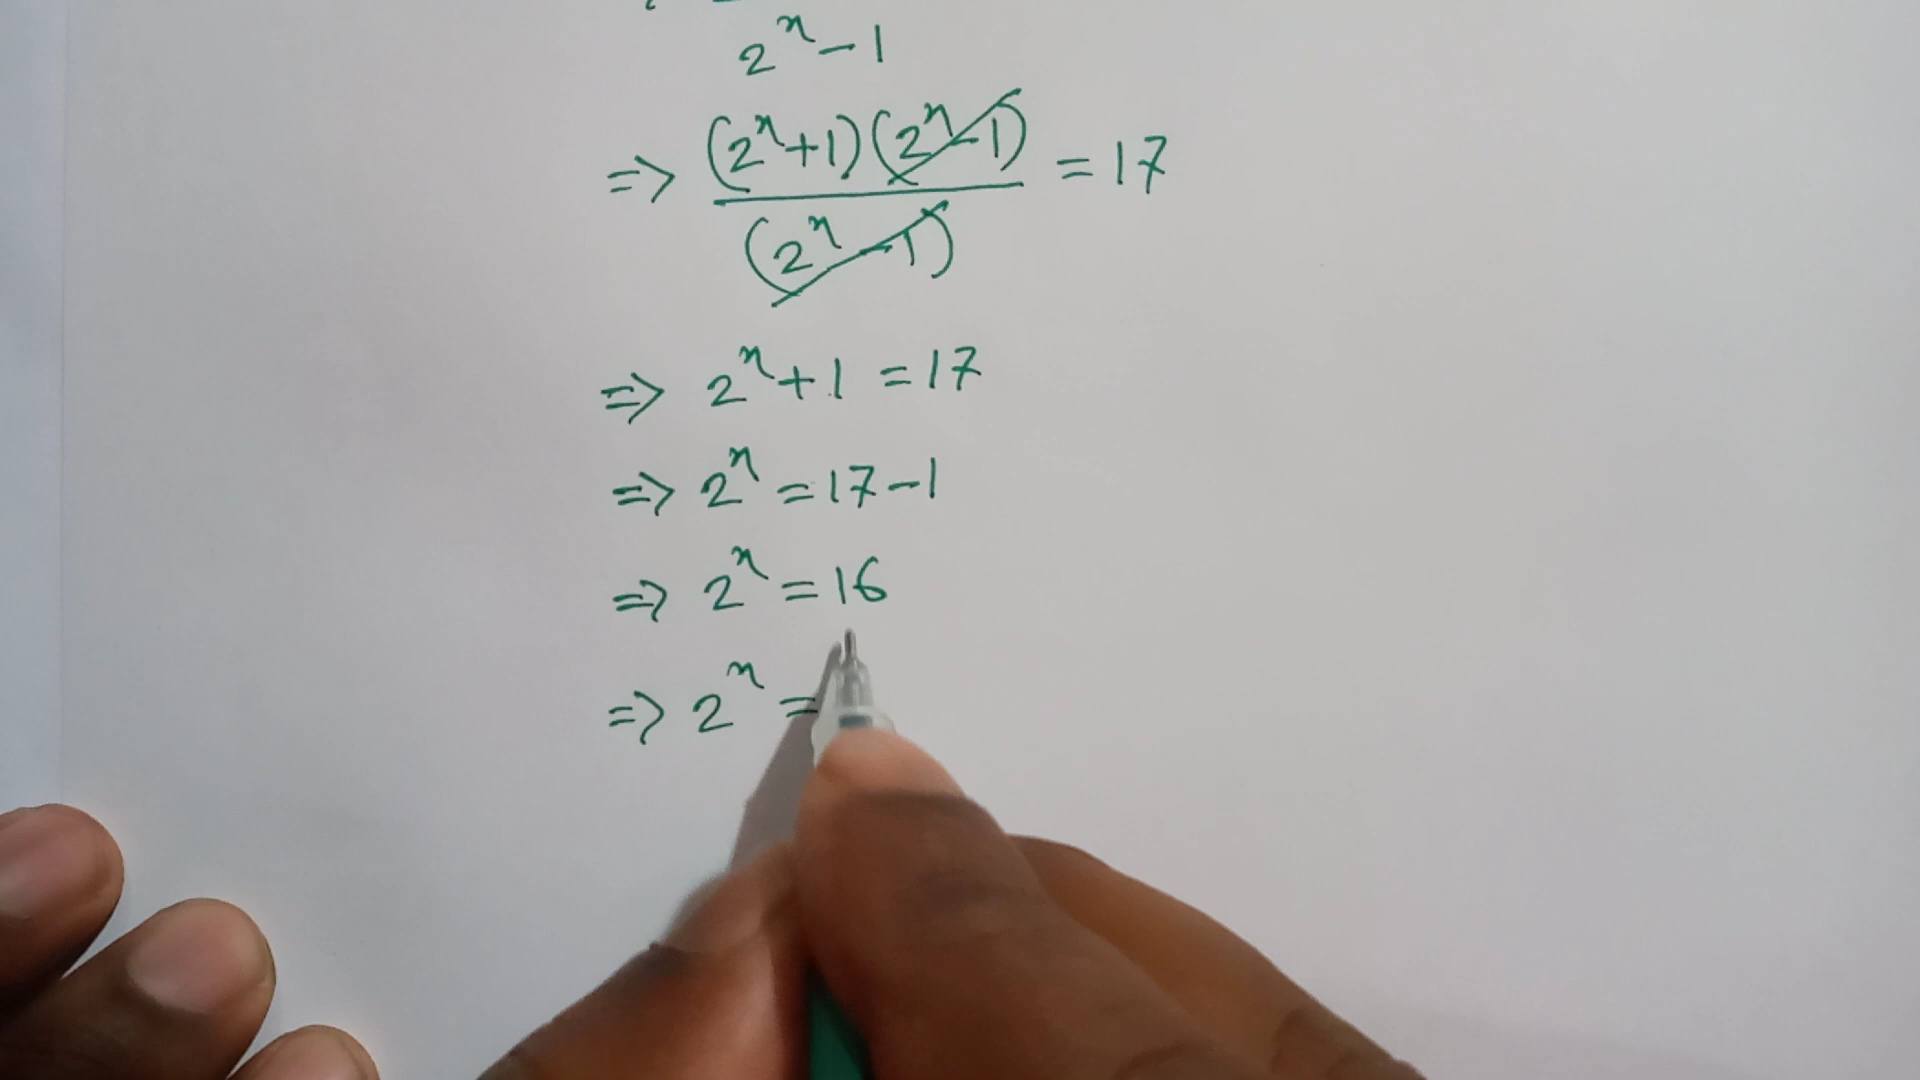 2^x - 1
=> (2^x+1)(2^x-1) / (2^x-1) = 17
=> 2^x+1 = 17
=> 2^x = 17-1
=> 2^x = 16
=> 2^x =